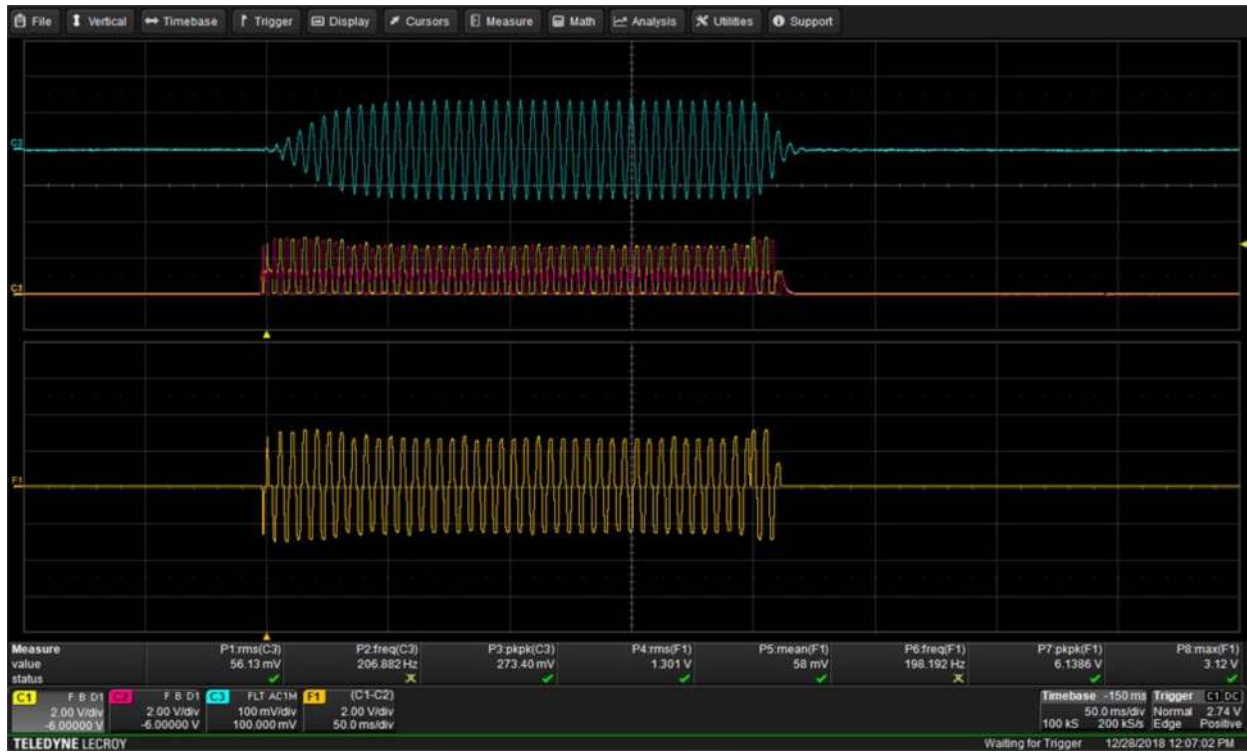 File Vertical Timebase Trigger Display Cursors Measure Math Analysis Utilities Support
C3
C1
F1
Measure P1:rms(C3) P2:freq(C3) P3:pkpk(C3) P4:rms(F1) P5:mean(F1) P6:freq(F1) P7:pkpk(F1) P8:max(F1)
value 56.13 mV 206.882 Hz 273.40 mV 1.301 V 58 mV 198.192 Hz 6.1386 V 3.12 V
status
C1 F B D1 C2 F B D1 C3 FLT AC1M F1 (C1-C2) Timebase -150 ms Trigger C1 DC
2.00 V/div 2.00 V/div 100 mV/div 2.00 V/div 50.0 ms/div Normal 2.74 V
-6.00000 V -6.00000 V 100.000 mV 50.0 ms/div 100 kS 200 kS/s Edge Positive
TELEDYNE LECROY Waiting for Trigger 12/28/2018 12:07:02 PM